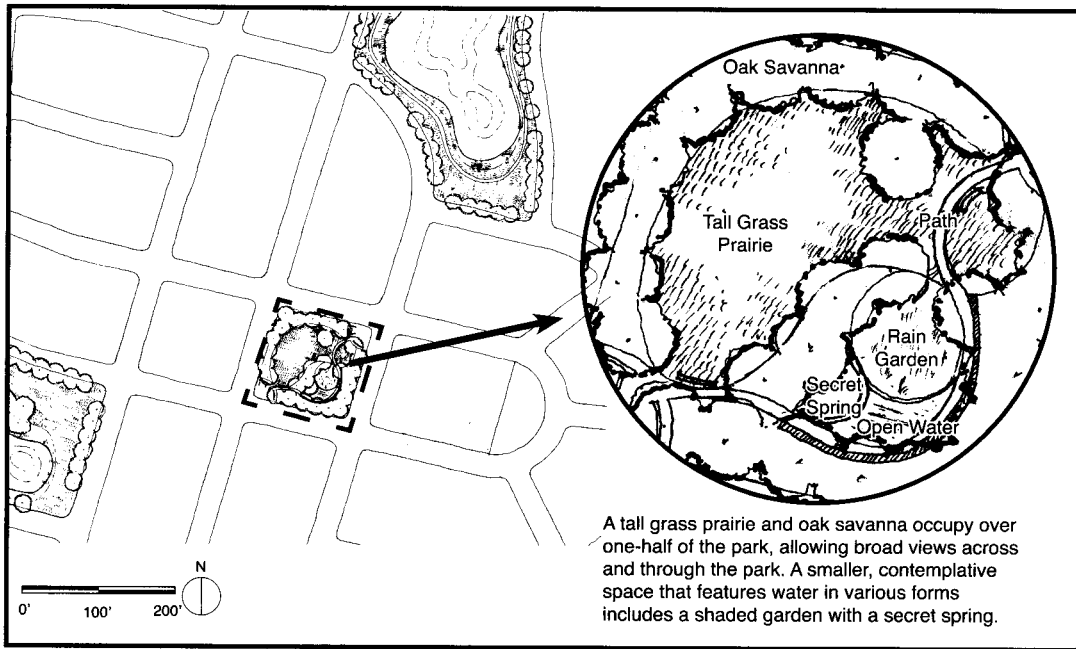 Oak Savanna
Tall Grass
Prairie
Path
Rain
Garden
Secret
Spring
Open Water
A tall grass prairie and oak savanna occupy over
one-half of the park, allowing broad views across
and through the park. A smaller, contemplative
space that features water in various forms
includes a shaded garden with a secret spring.
N
0' 100' 200'